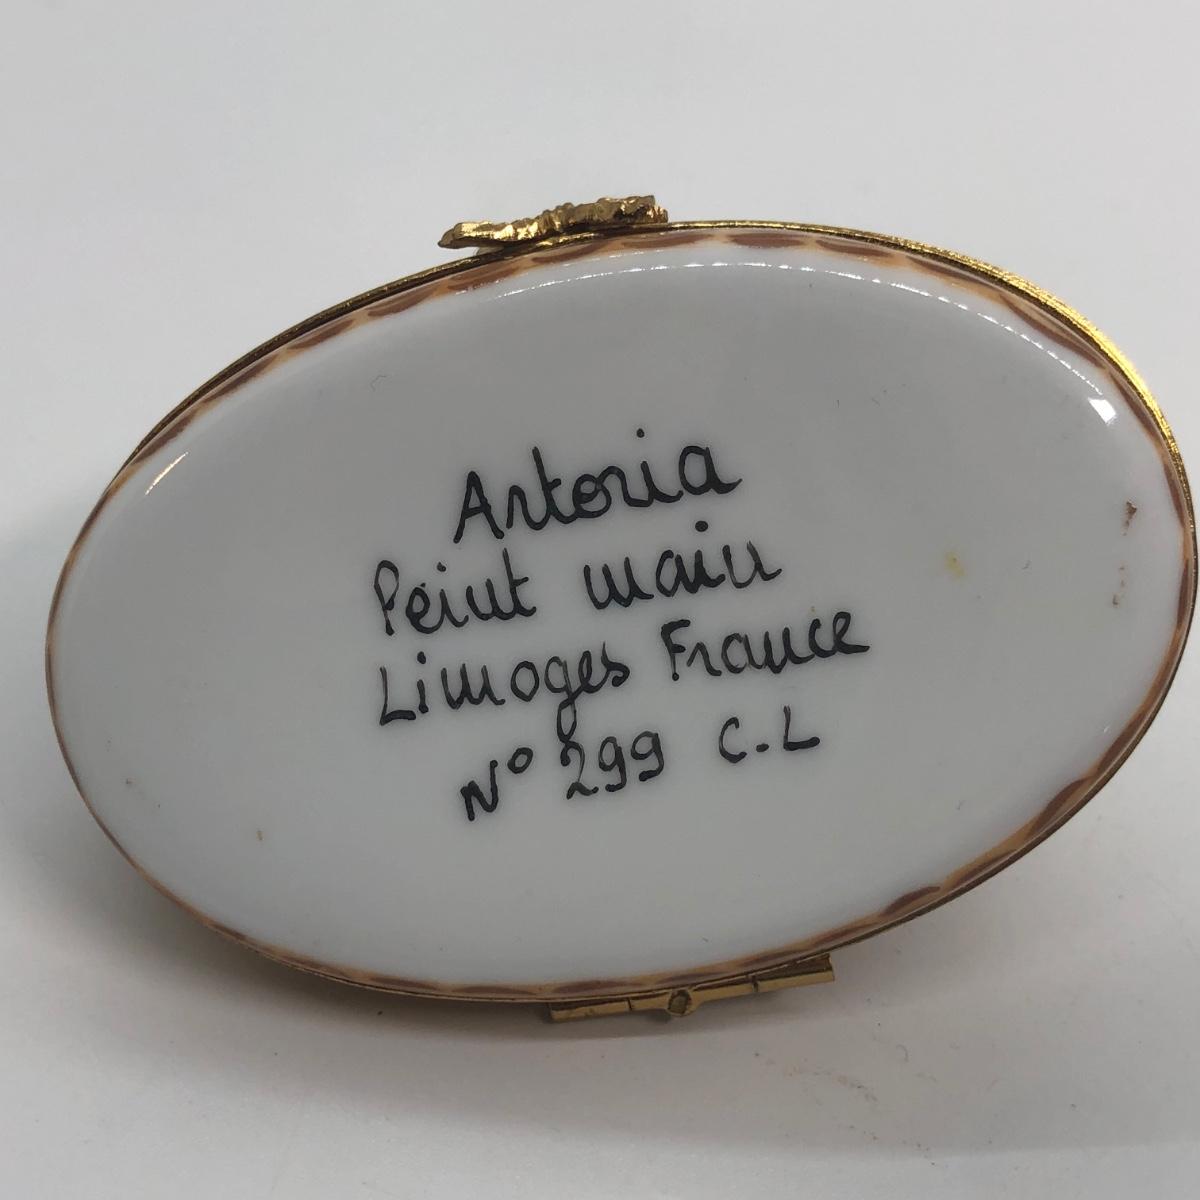 Artoria
Peint main
Limoges France
N° 299 C.L